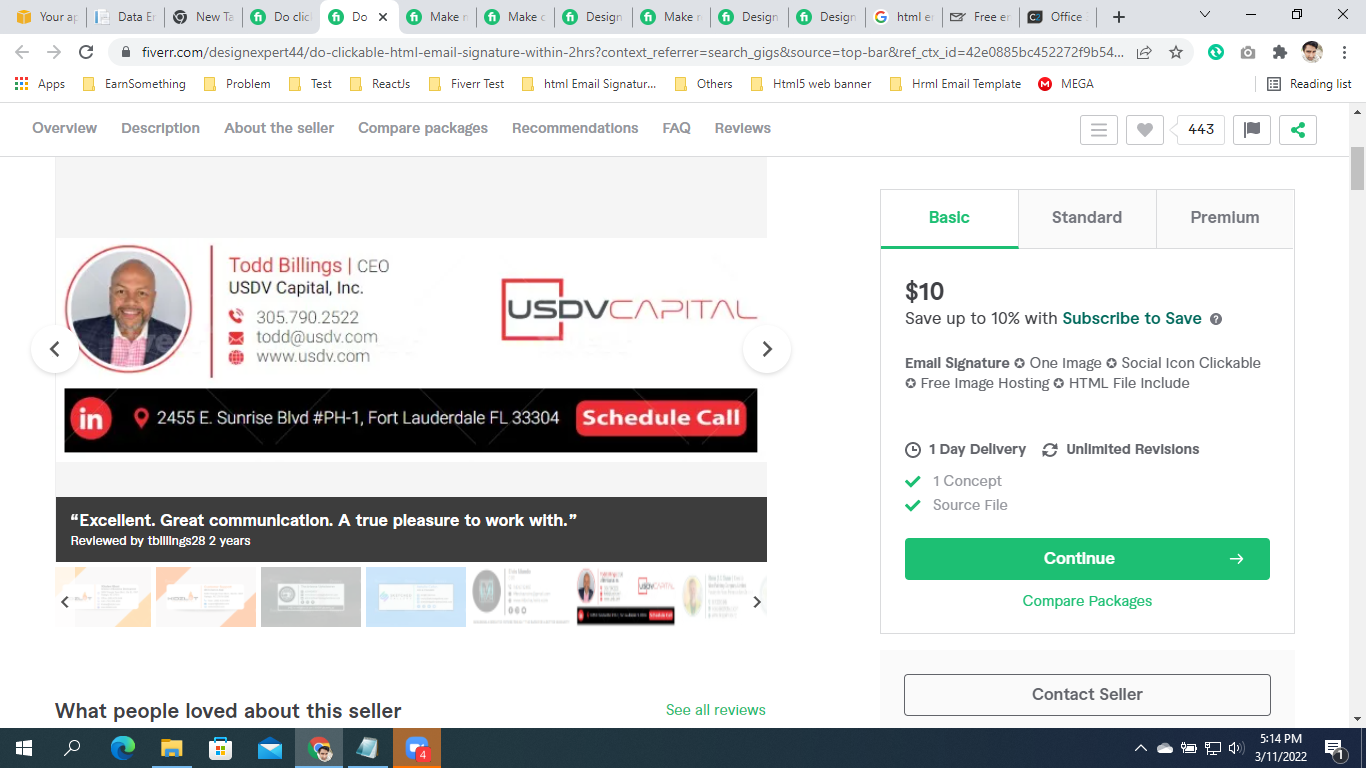 Your ap
Data En
New Ta
Do clic
Do
Make r
Make c
Design
Make r
Design
Design
html e
Free en
Office
fiverr.com/designexpert44/do-clickable-html-email-signature-within-2hrs?context_referrer=search_gigs&source=top-bar&ref_ctx_id=42e0885bc452272f9b54...
Apps
EarnSomething
Problem
Test
ReactJs
Fiverr Test
html Email Signatur...
Others
Html5 web banner
Hrml Email Template
MEGA
Reading list
Overview
Description
About the seller
Compare packages
Recommendations
FAQ
Reviews
443
Todd Billings | CEO
USDV Capital, Inc.
305.790.2522
todd@usdv.com
www.usdv.com
USDVCAPITAL
in
2455 E. Sunrise Blvd #PH-1, Fort Lauderdale FL 33304
Schedule Call
“Excellent. Great communication. A true pleasure to work with.”
Reviewed by tbillings28 2 years
What people loved about this seller
See all reviews
Basic
Standard
Premium
$10
Save up to 10% with Subscribe to Save
Email Signature ✪ One Image ✪ Social Icon Clickable
✪ Free Image Hosting ✪ HTML File Include
1 Day Delivery
Unlimited Revisions
1 Concept
Source File
Continue
Compare Packages
Contact Seller
4
5:14 PM
3/11/2022
1